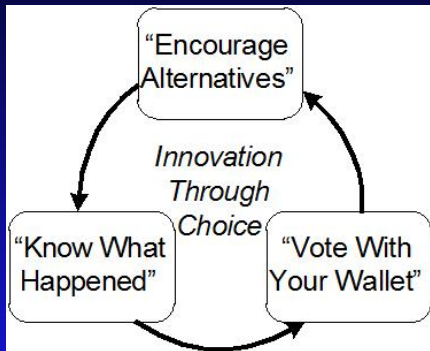 “Encourage
Alternatives”
Innovation
Through
Choice
“Know What
Happened”
“Vote With
Your Wallet”